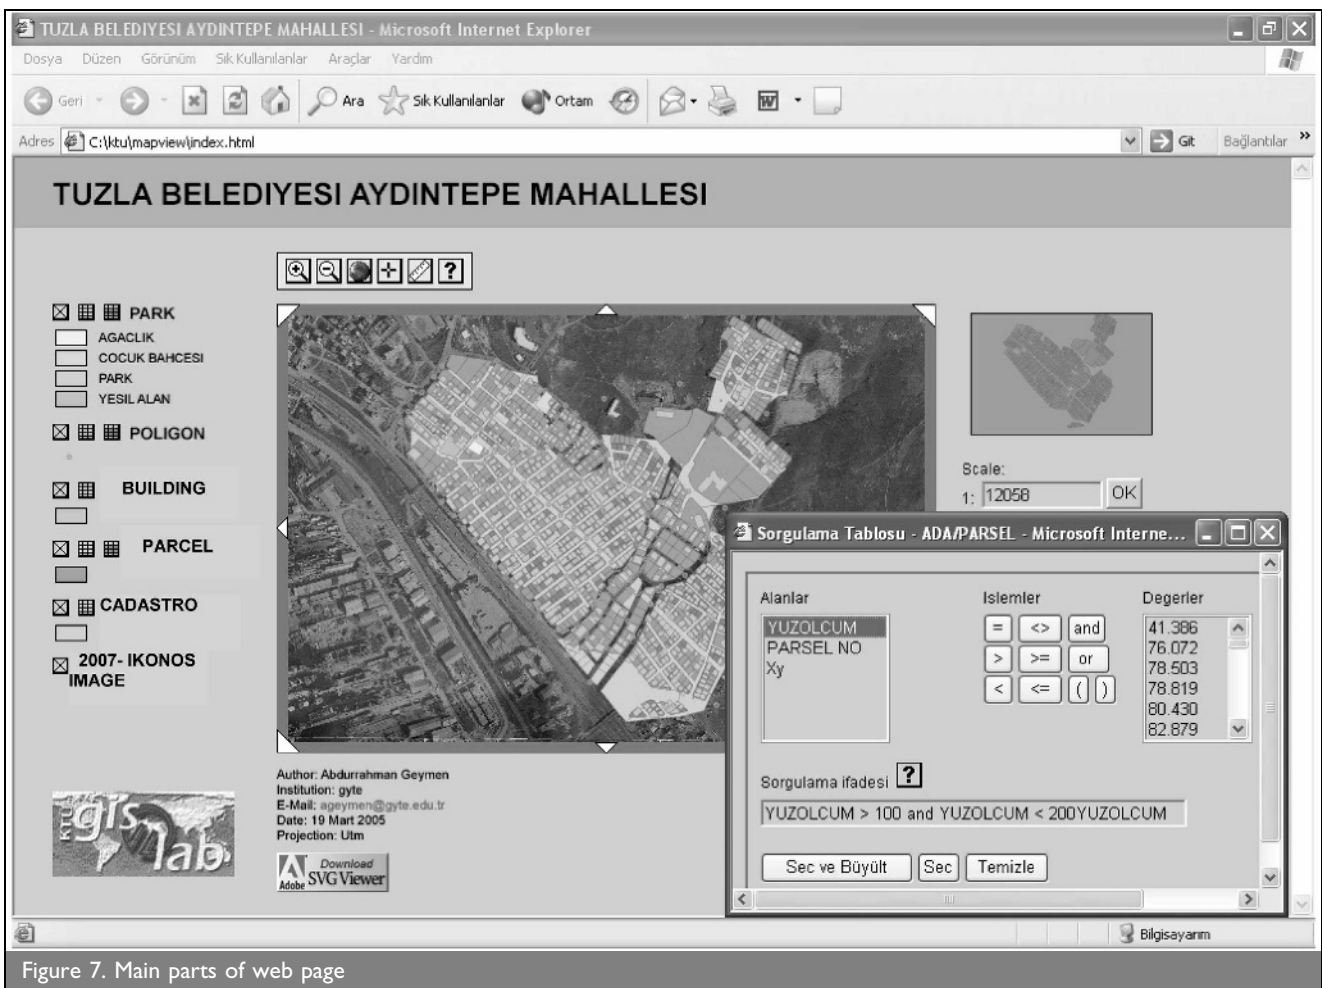 TUZLA BELEDIYESI AYDINTEPE MAHALLESI - Microsoft Internet Explorer
Dosya Düzen Görünüm Sık Kullanılanlar Araçlar Yardım
Geri Ara Sık Kullanılanlar Ortam
Adres C:\ktu\mapview\index.html Git Bağlantılar »
TUZLA BELEDIYESI AYDINTEPE MAHALLESI
PARK
AGACLIK
COCUK BAHCESI
PARK
YESIL ALAN
POLIGON
BUILDING
PARCEL
CADASTRO
2007- IKONOS
IMAGE
Scale:
1: 12058 OK
Sorgulama Tablosu - ADA/PARSEL - Microsoft Interne...
Alanlar Islemler Degerler
YUZOLCUM
PARSEL NO
Xy
= <> and
> >= or
< <= ( )
41.386
76.072
78.503
78.819
80.430
82.879
Sorgulama ifadesi ?
YUZOLCUM > 100 and YUZOLCUM < 200YUZOLCUM
Sec ve Büyült Sec Temizle
Author: Abdurrahman Geymen
Institution: gyte
E-Mail: ageymen@gyte.edu.tr
Date: 19 Mart 2005
Projection: Utm
KTU gis lab
Download
Adobe SVG Viewer
Bilgisayarım
Figure 7. Main parts of web page